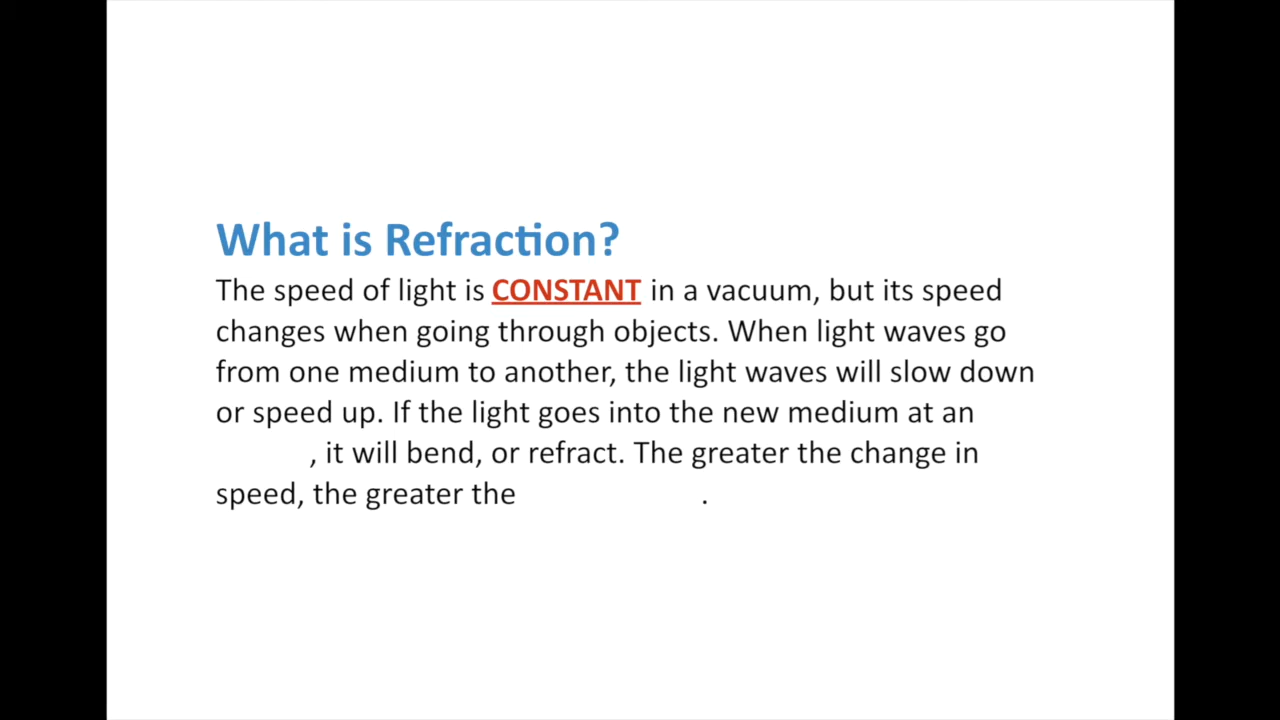 What is Refraction?
The speed of light is CONSTANT in a vacuum, but its speed
changes when going through objects. When light waves go
from one medium to another, the light waves will slow down
or speed up. If the light goes into the new medium at an
, it will bend, or refract. The greater the change in
speed, the greater the .